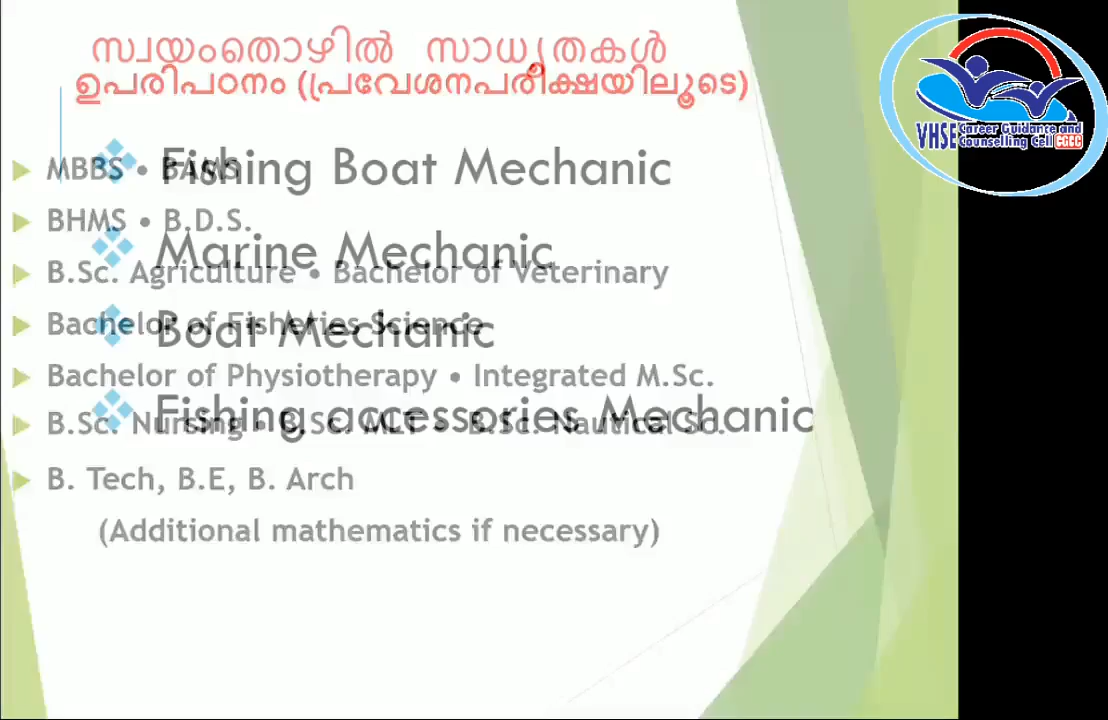 സ്വയംതൊഴിൽ സാധ്യതകൾ
ഉപരിപഠനം (പ്രവേശനപരീക്ഷയിലൂടെ)
Fishing Boat Mechanic
MBBS • BAMS
BHMS • B.D.S.
Marine Mechanic
B.Sc. Agriculture • Bachelor of Veterinary
Bachelor of Fisheries Science
Boat Mechanic
Bachelor of Physiotherapy • Integrated M.Sc.
Fishing accessories Mechanic
B.Sc. Nursing • B.Sc. MLT • B.Sc. Nautical Sc.
B. Tech, B.E, B. Arch
(Additional mathematics if necessary)
VHSE Career Guidance and
Counselling Cell CGCC